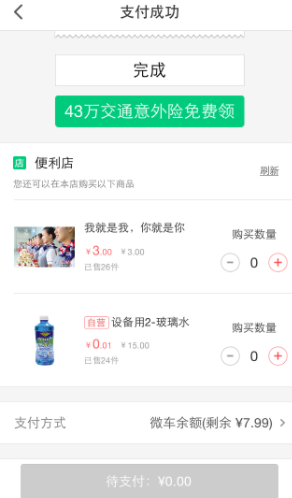 支付成功
完成
43万交通意外险免费领
店 便利店 刷新
您还可以在本店购买以下商品
我就是我，你就是你
购买数量
¥3.00 ¥3.00
已售26件
− 0 +
自营 设备用2-玻璃水
购买数量
¥0.01 ¥15.00
已售24件
− 0 +
支付方式 微车余额(剩余 ¥7.99)
待支付：¥0.00